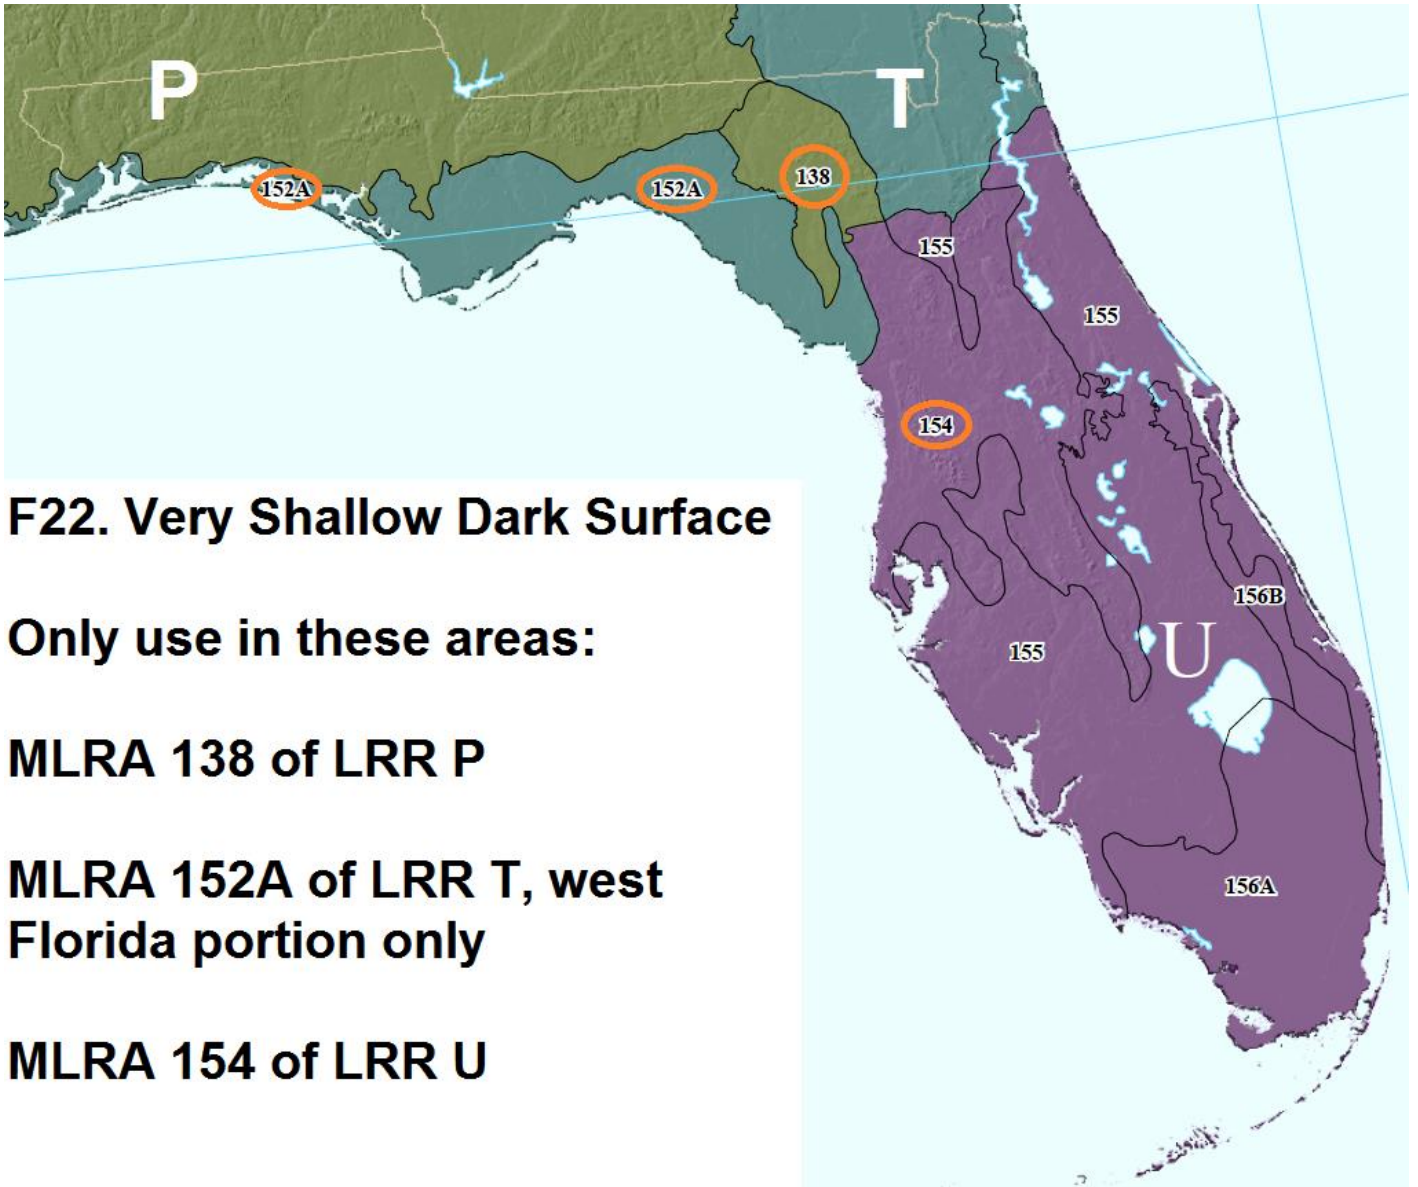 P
T
152A
152A
138
155
155
154
F22. Very Shallow Dark Surface
Only use in these areas:
MLRA 138 of LRR P
MLRA 152A of LRR T, west
Florida portion only
MLRA 154 of LRR U
156B
155
U
156A